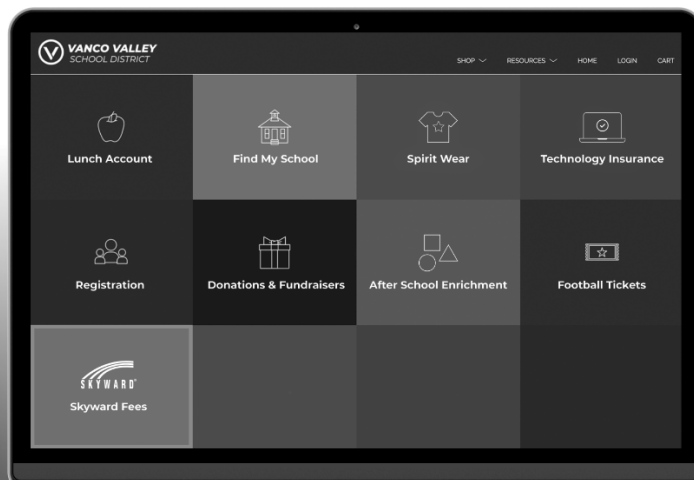 VANCO VALLEY
SCHOOL DISTRICT
SHOP RESOURCES HOME LOGIN CART
Lunch Account Find My School Spirit Wear Technology Insurance
Registration Donations & Fundraisers After School Enrichment Football Tickets
SKYWARD®
Skyward Fees